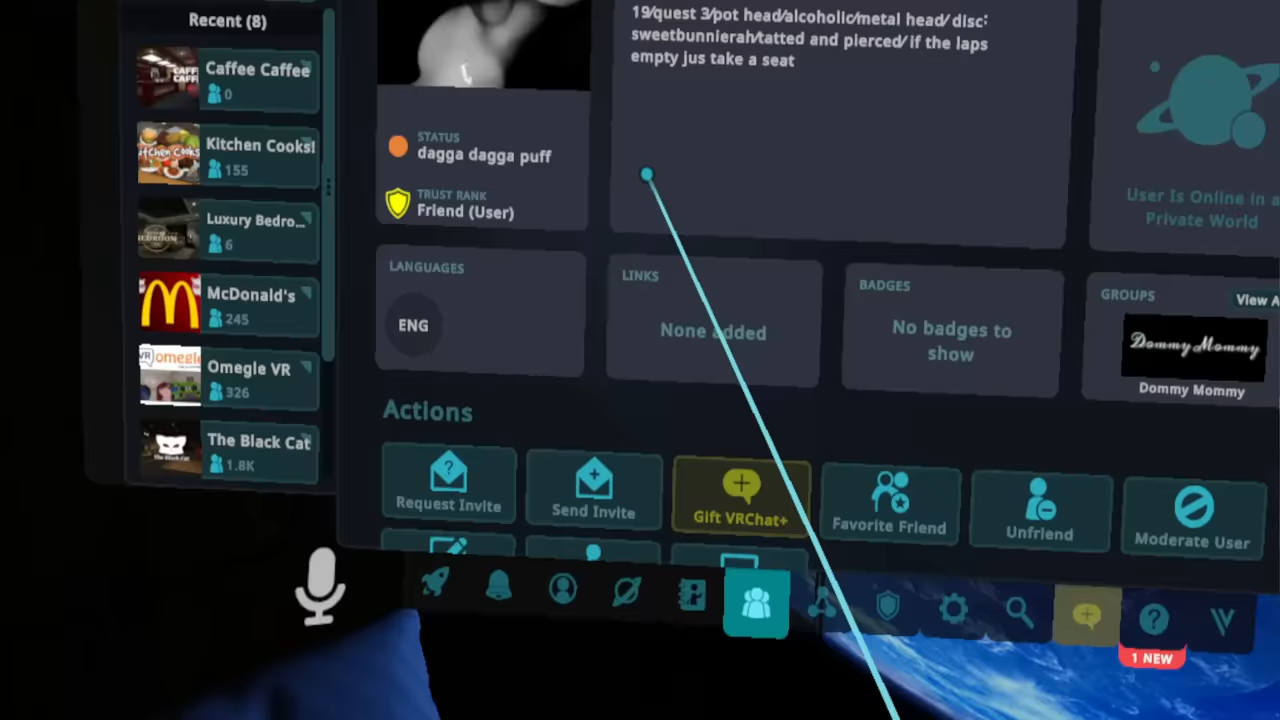 Recent (8)
Caffee Caffee
0
Kitchen Cooks!
155
Luxury Bedro...
6
McDonald's
245
Omegle VR
326
The Black Cat
1.8K
19/quest 3/pot head/alcoholic/metal head/ disc:
sweetbunnierah/tatted and pierced/ if the laps
empty jus take a seat
STATUS
dagga dagga puff
TRUST RANK
Friend (User)
User Is Online in a
Private World
LANGUAGES
ENG
LINKS
None added
BADGES
No badges to
show
GROUPS
View A
Dommy Mommy
Dommy Mommy
Actions
Request Invite
Send Invite
Gift VRChat+
Favorite Friend
Unfriend
Moderate User
1 NEW